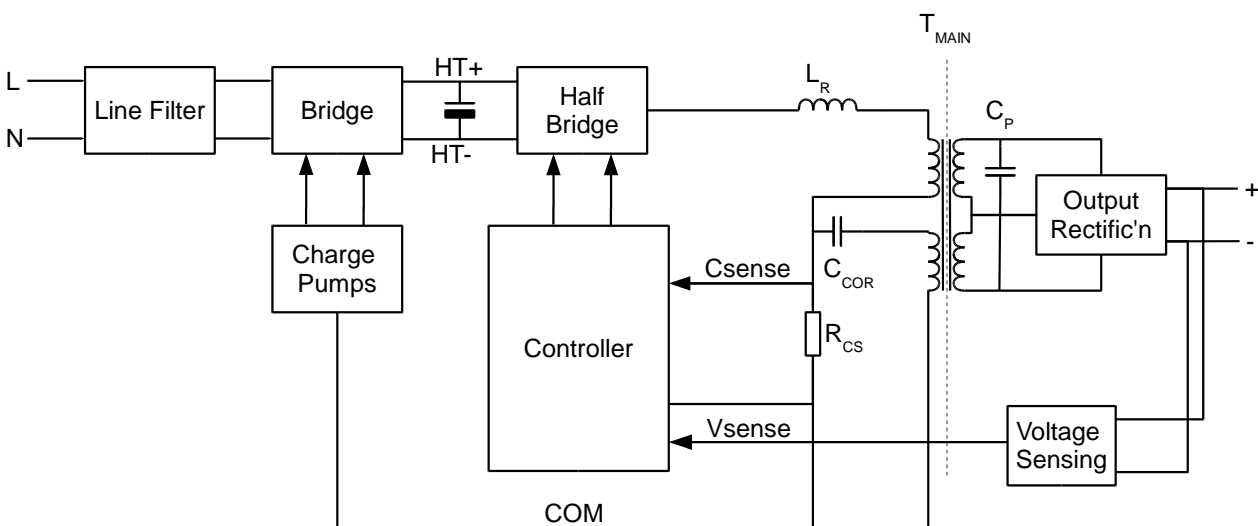 T_MAIN
L
N
Line Filter
Bridge
HT+
HT-
Half
Bridge
L_R
C_P
Output
Rectific'n
+
-
Charge
Pumps
Csense
C_COR
R_CS
Controller
Vsense
Voltage
Sensing
COM